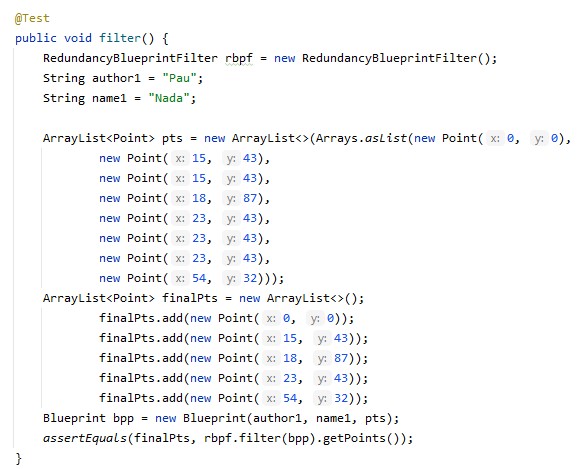 @Test
public void filter() {
    RedundancyBlueprintFilter rbpf = new RedundancyBlueprintFilter();
    String author1 = "Pau";
    String name1 = "Nada";

    ArrayList<Point> pts = new ArrayList<>(Arrays.asList(new Point( x: 0, y: 0),
            new Point( x: 15, y: 43),
            new Point( x: 15, y: 43),
            new Point( x: 18, y: 87),
            new Point( x: 23, y: 43),
            new Point( x: 23, y: 43),
            new Point( x: 23, y: 43),
            new Point( x: 54, y: 32)));
    ArrayList<Point> finalPts = new ArrayList<>();
            finalPts.add(new Point( x: 0, y: 0));
            finalPts.add(new Point( x: 15, y: 43));
            finalPts.add(new Point( x: 18, y: 87));
            finalPts.add(new Point( x: 23, y: 43));
            finalPts.add(new Point( x: 54, y: 32));
    Blueprint bpp = new Blueprint(author1, name1, pts);
    assertEquals(finalPts, rbpf.filter(bpp).getPoints());
}